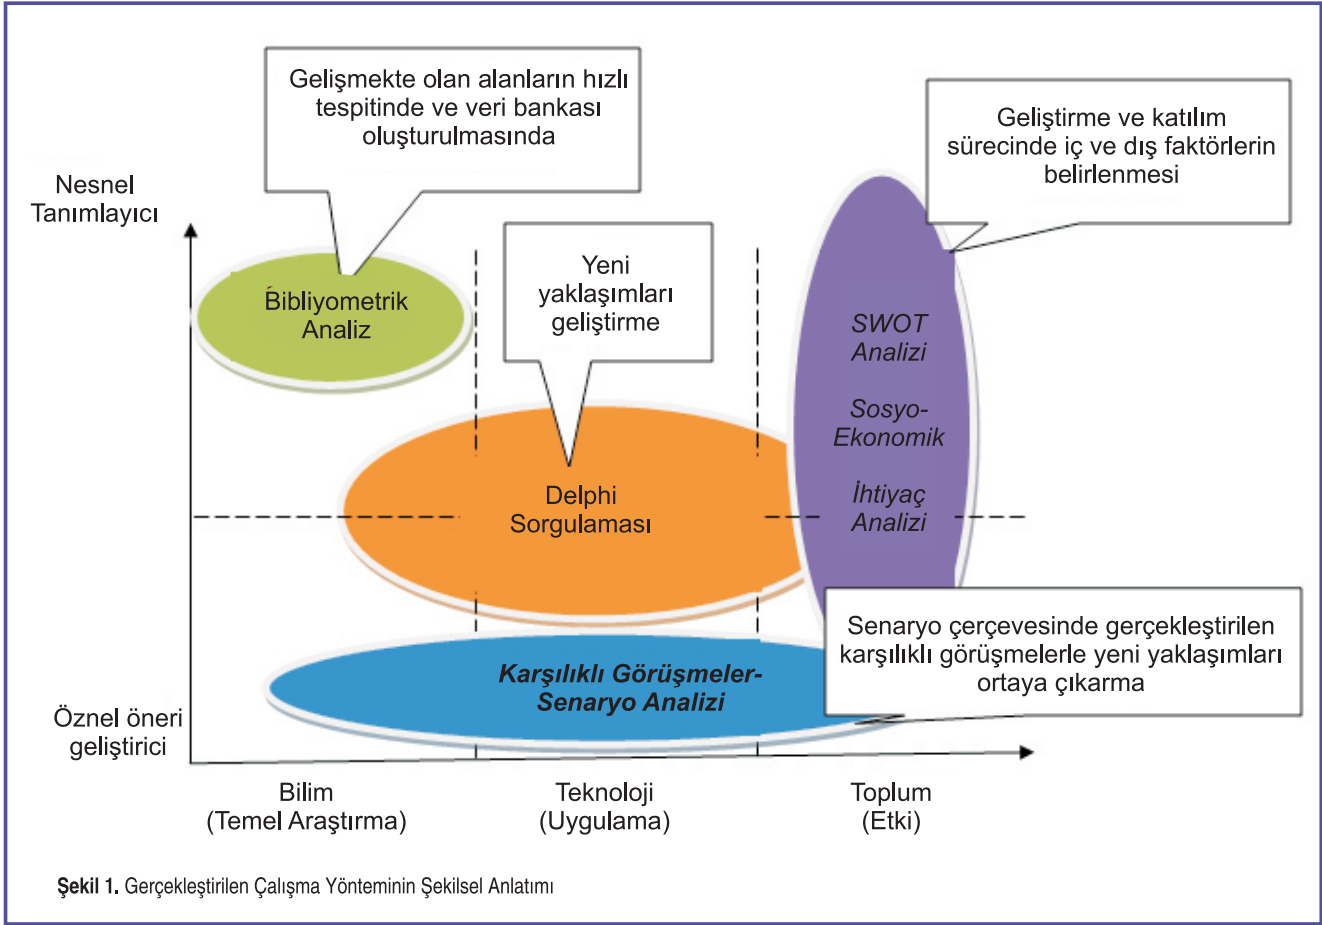 Gelişmekte olan alanların hızlı
tespitinde ve veri bankası
oluşturulmasında
Geliştirme ve katılım
sürecinde iç ve dış faktörlerin
belirlenmesi
Nesnel
Tanımlayıcı
Yeni
yaklaşımları
geliştirme
Bibliyometrik
Analiz
SWOT
Analizi
Sosyo-
Ekonomik
İhtiyaç
Analizi
Delphi
Sorgulaması
Senaryo çerçevesinde gerçekleştirilen
karşılıklı görüşmelerle yeni yaklaşımları
ortaya çıkarma
Karşılıklı Görüşmeler-
Senaryo Analizi
Öznel öneri
geliştirici
Bilim
(Temel Araştırma)
Teknoloji
(Uygulama)
Toplum
(Etki)
Şekil 1. Gerçekleştirilen Çalışma Yönteminin Şekilsel Anlatımı